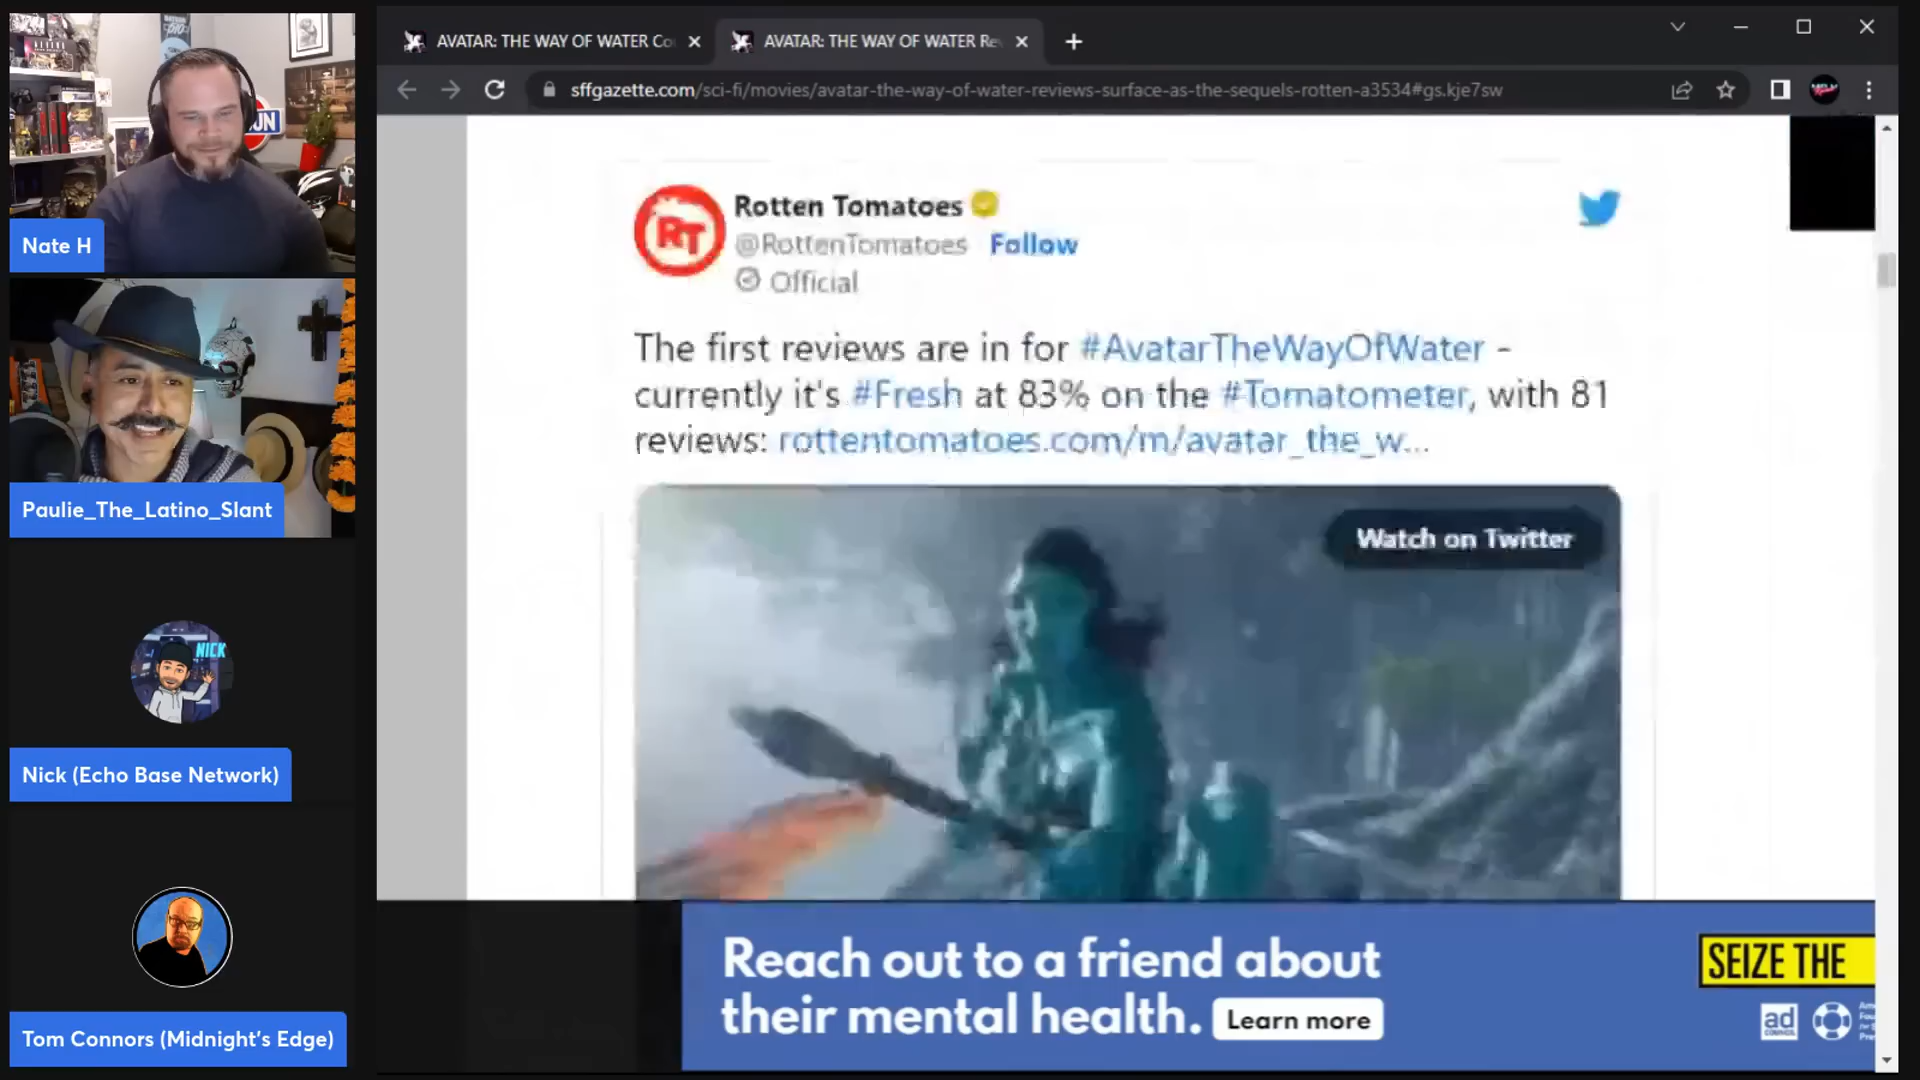 Nate H
Paulie_The_Latino_Slant
NICK
Nick (Echo Base Network)
Tom Connors (Midnight's Edge)
AVATAR: THE WAY OF WATER Co
AVATAR: THE WAY OF WATER Re
sffgazette.com/sci-fi/movies/avatar-the-way-of-water-reviews-surface-as-the-sequels-rotten-a3534#gs.kje7sw
RT
Rotten Tomatoes
@RottenTomatoes Follow
Official
The first reviews are in for #AvatarTheWayOfWater -
currently it's #Fresh at 83% on the #Tomatometer, with 81
reviews: rottentomatoes.com/m/avatar_the_w...
Watch on Twitter
Reach out to a friend about
their mental health. Learn more
SEIZE THE
ad
COUNCIL